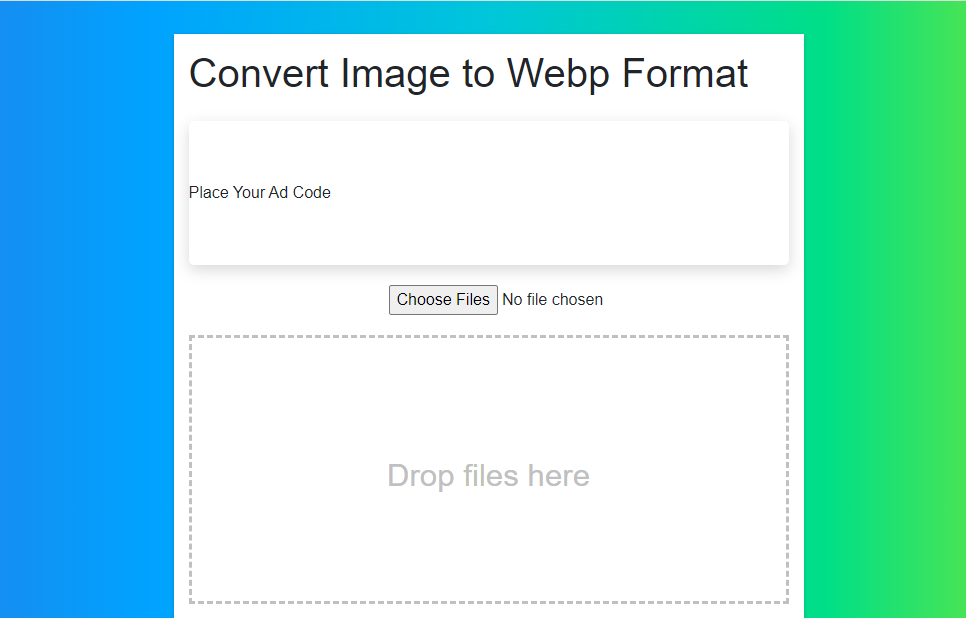 Convert Image to Webp Format
Place Your Ad Code
Choose Files No file chosen
Drop files here